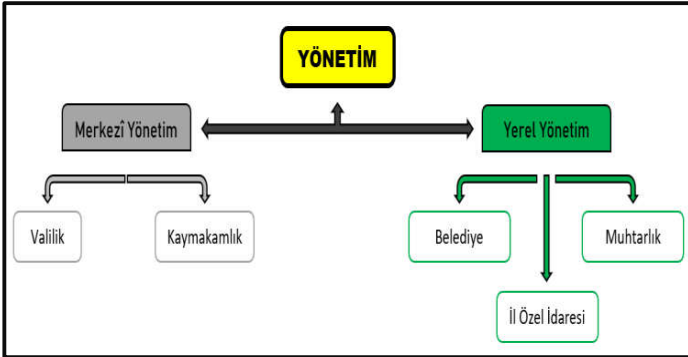 YÖNETİM
Merkezî Yönetim
Yerel Yönetim
Valilik
Kaymakamlık
Belediye
Muhtarlık
İl Özel İdaresi